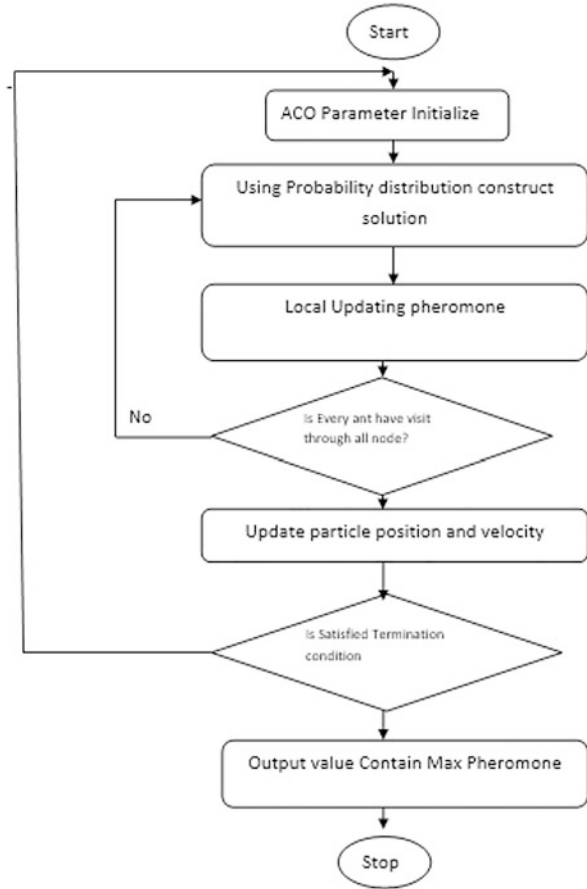 Start
ACO Parameter Initialize
Using Probability distribution construct
solution
Local Updating pheromone
Is Every ant have visit
through all node?
No
Update particle position and velocity
Is Satisfied Termination
condition
Output value Contain Max Pheromone
Stop